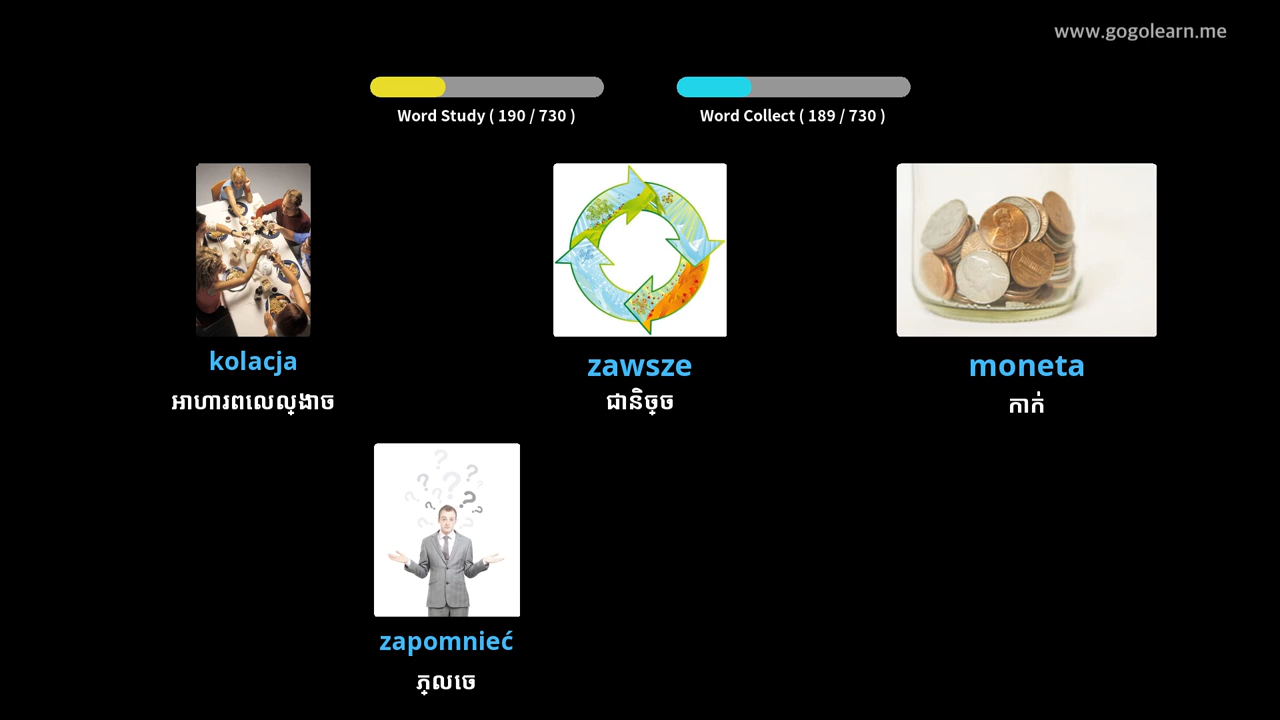 www.gogolearn.me
Word Study ( 190 / 730 )
Word Collect ( 189 / 730 )
kolacja
អាហារពលេល្ងាច
zawsze
ជានិច្ច
moneta
កាក់
zapomnieć
ភ្លចេ